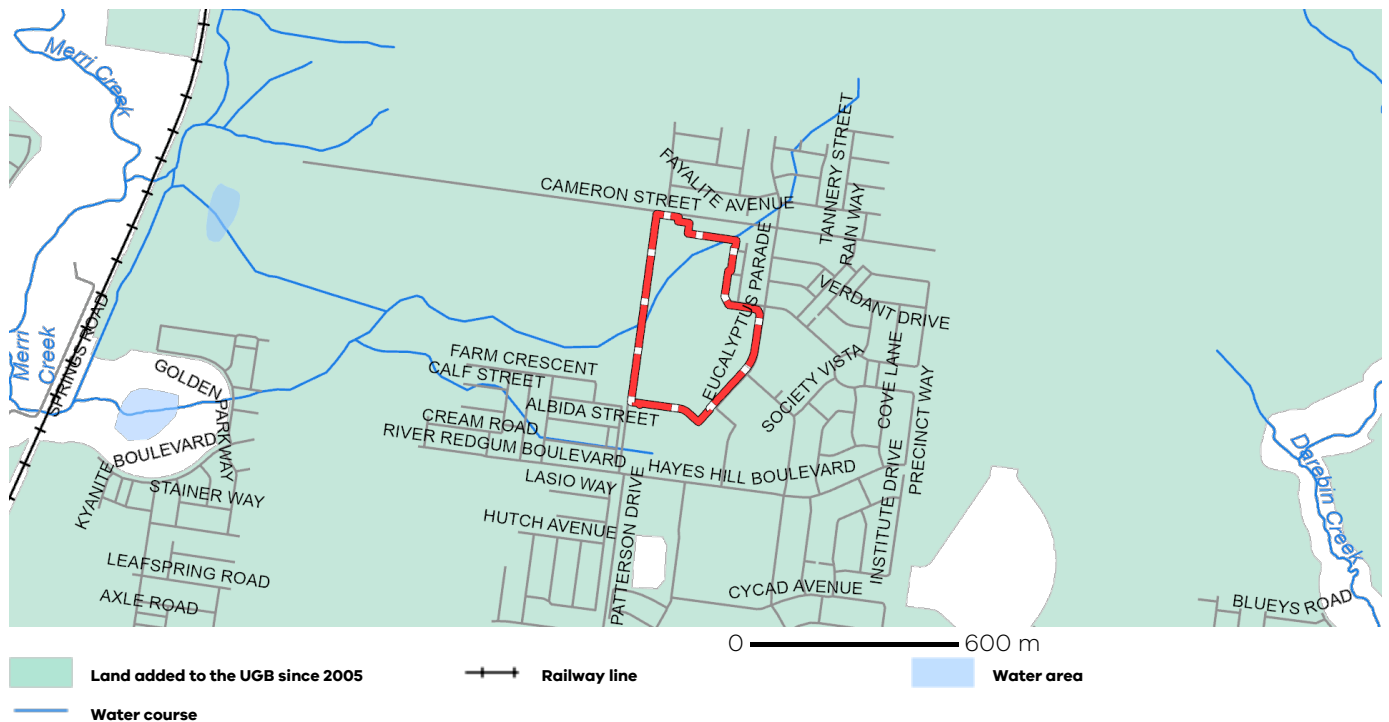 Merri Creek
FAYALITE AVENUE
TANNERY STREET
CAMERON STREET
RAIN WAY
EUCALYPTUS PARADE
VERDANT DRIVE
SPRINGS ROAD
Merri
Creek
FARM CRESCENT
CALF STREET
GOLDEN PARKWAY
SOCIETY VISTA
COVE LANE
PRECINCT WAY
ALBIDA STREET
CREAM ROAD
RIVER REDGUM BOULEVARD
HAYES HILL BOULEVARD
KYANITE BOULEVARD
STAINER WAY
LASIO WAY
Darebin Creek
HUTCH AVENUE
PATTERSON DRIVE
INSTITUTE DRIVE
LEAFSPRING ROAD
AXLE ROAD
CYCAD AVENUE
BLUEYS ROAD
0 600 m
Land added to the UGB since 2005
Railway line
Water area
Water course